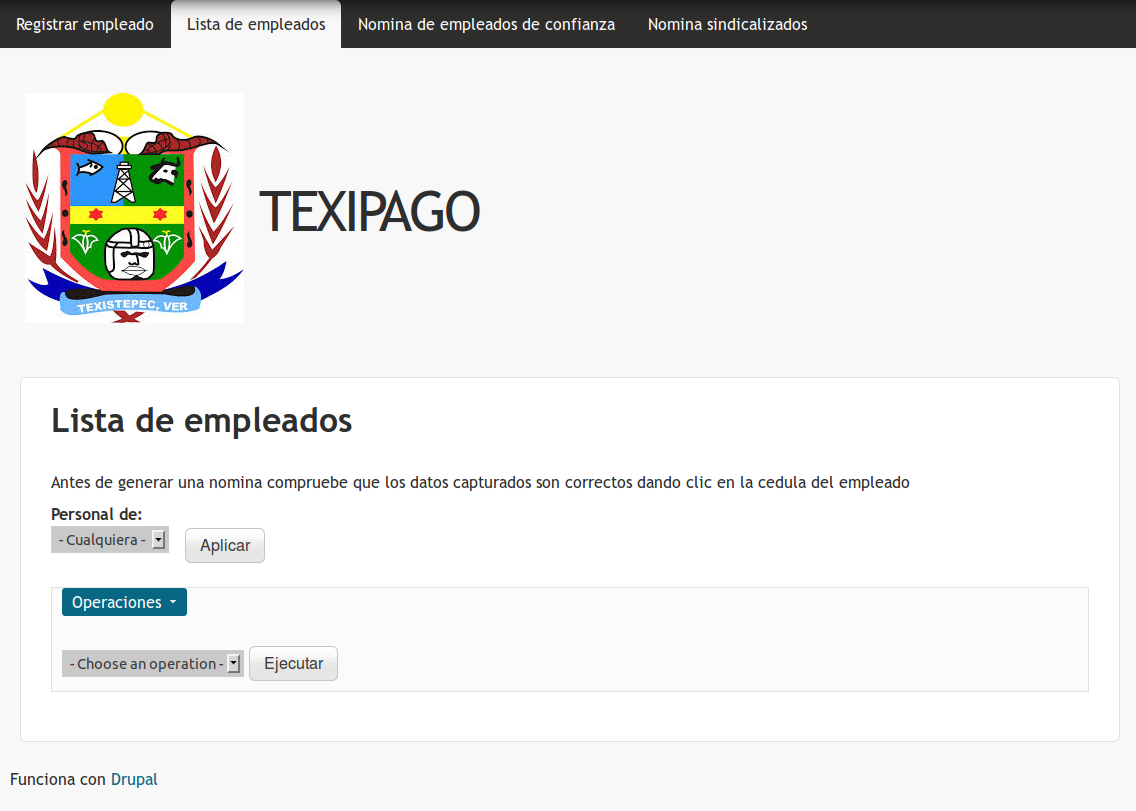 Registrar empleado Lista de empleados Nomina de empleados de confianza Nomina sindicalizados
TEXISTEPEC, VER
TEXIPAGO
Lista de empleados
Antes de generar una nomina compruebe que los datos capturados son correctos dando clic en la cedula del empleado
Personal de:
- Cualquiera - Aplicar
Operaciones
- Choose an operation - Ejecutar
Funciona con Drupal